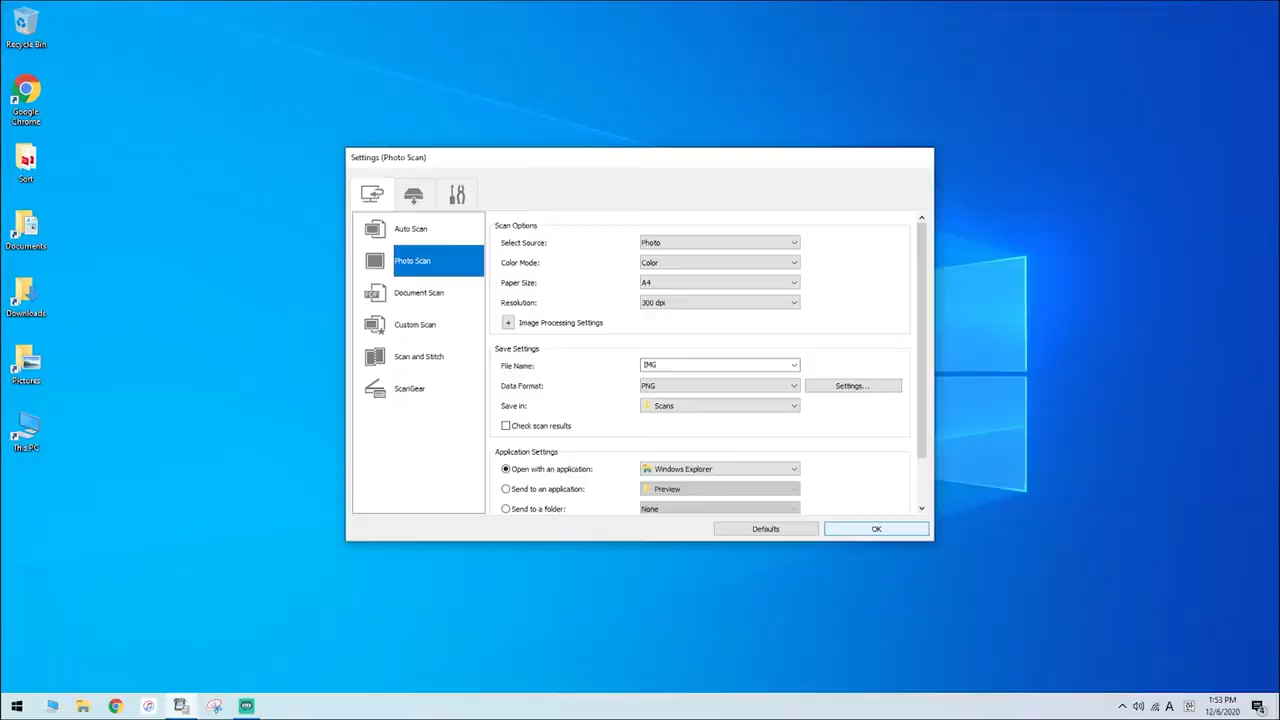 Recycle Bin
Google
Chrome
Sort
Documents
Downloads
Pictures
This PC
Settings (Photo Scan)
Auto Scan
Photo Scan
PDF
Document Scan
Custom Scan
Scan and Stitch
ScanGear
Scan Options
Select Source: Photo
Color Mode: Color
Paper Size: A4
Resolution: 300 dpi
+ Image Processing Settings
Save Settings
File Name: IMG
Data Format: PNG Settings...
Save in: Scans
Check scan results
Application Settings
Open with an application: Windows Explorer
Send to an application: Preview
Send to a folder: None
Defaults OK
A
1:53 PM
12/6/2020
4